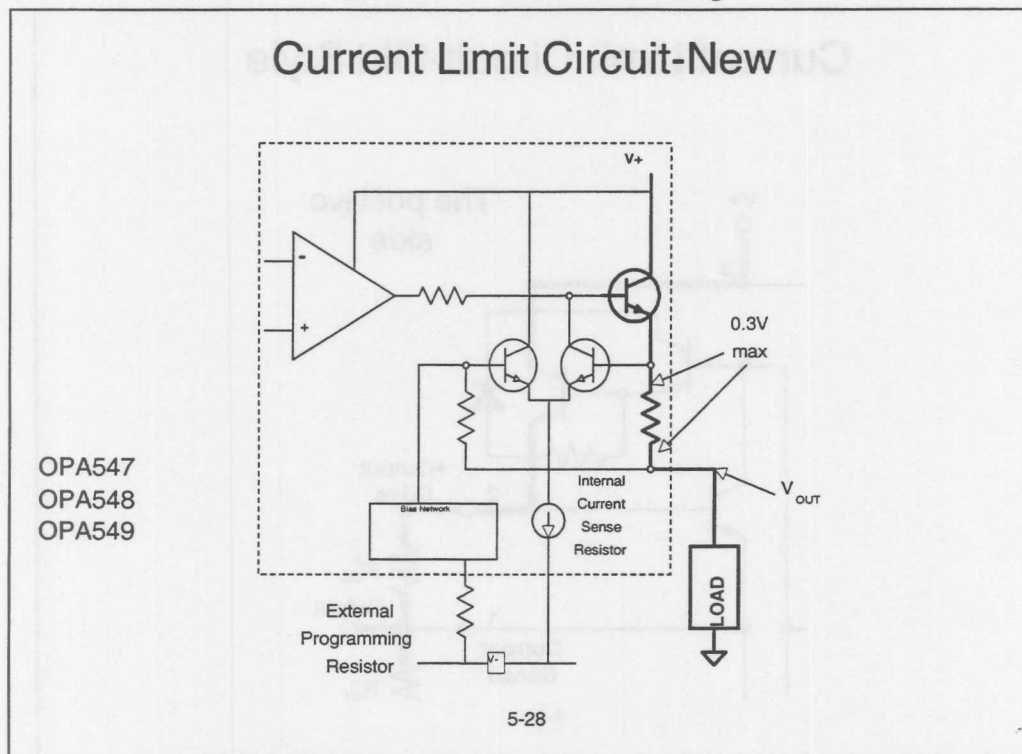 Current Limit Circuit-New
V+
-
+
0.3V
max
OPA547
OPA548
OPA549
Bias Network
Internal
Current
Sense
Resistor
VOUT
LOAD
External
Programming
Resistor
V-
5-28